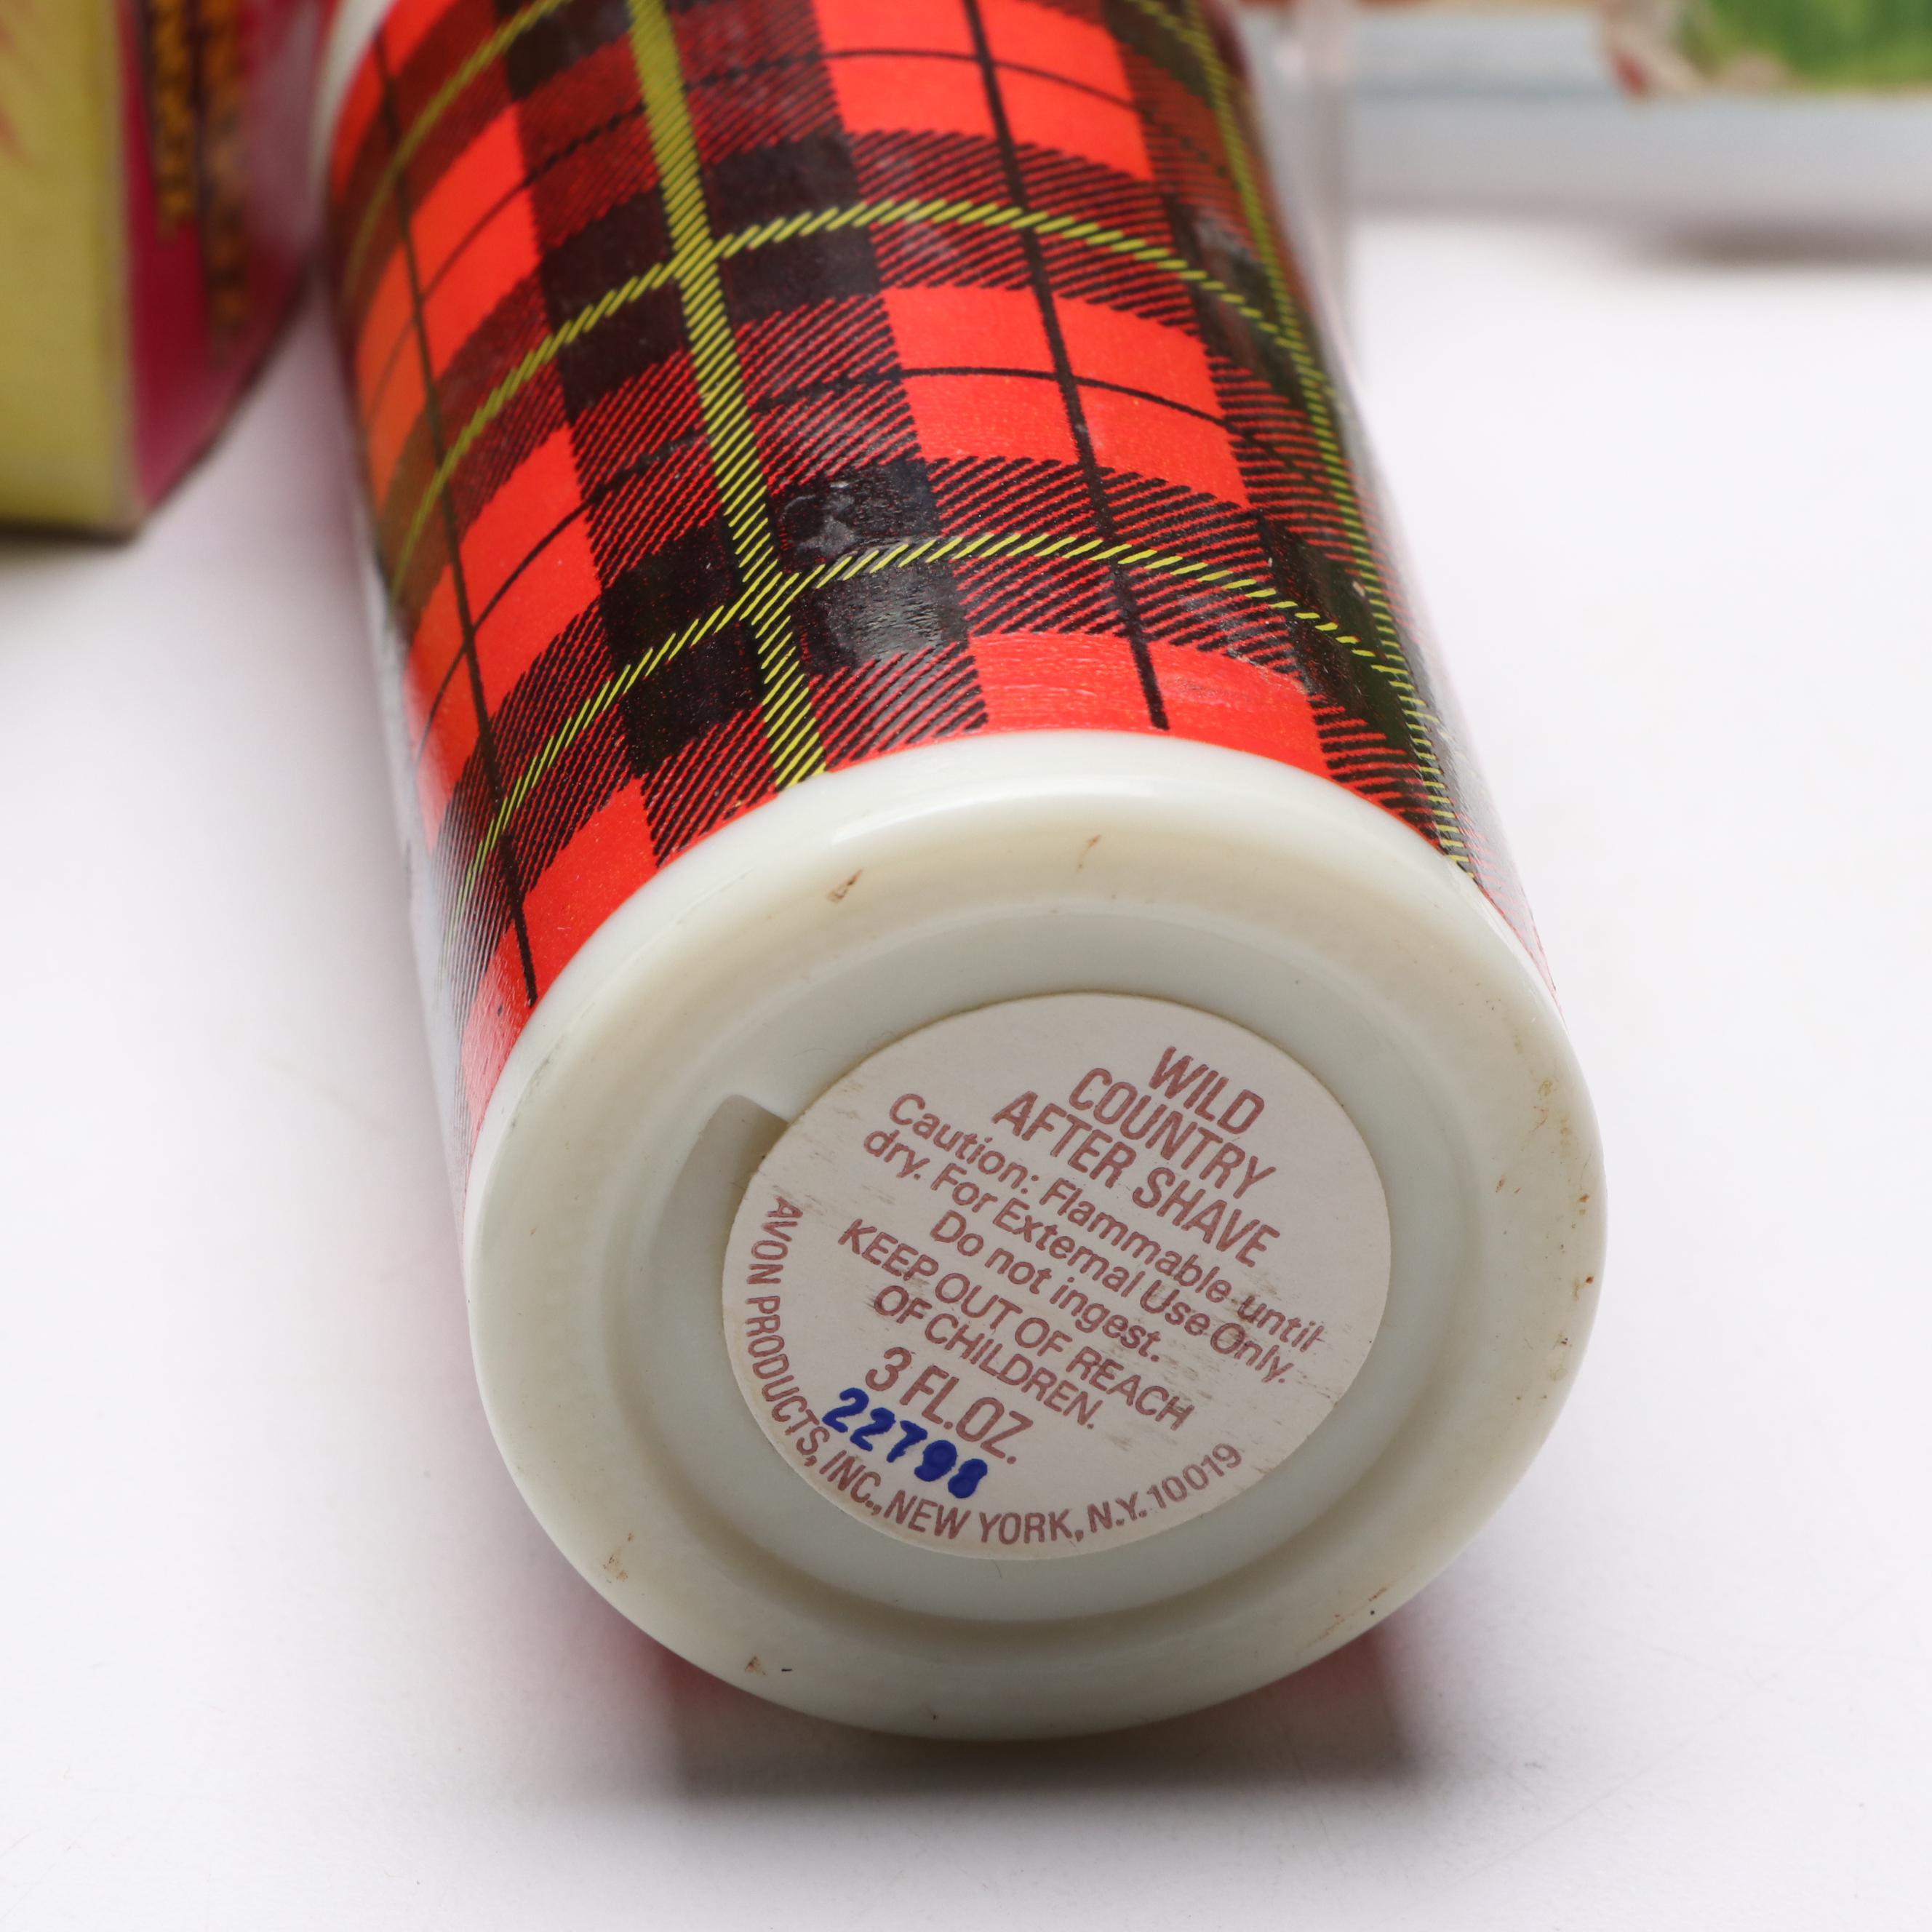 WILD
COUNTRY
AFTER SHAVE
Caution: Flammable until
dry. For External Use Only.
Do not ingest.
KEEP OUT OF REACH
OF CHILDREN.
3 FL.OZ.
22798
AVON PRODUCTS, INC., NEW YORK, N.Y. 10019